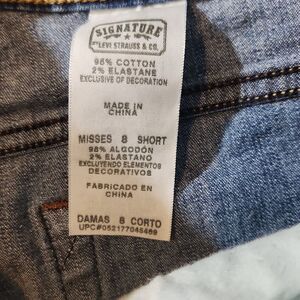 SIGNATURE
BY LEVI STRAUSS & CO.
98% COTTON
2% ELASTANE
EXCLUSIVE OF DECORATION
MADE IN
CHINA
MISSES 8 SHORT
98% ALGODÓN
2% ELASTANO
EXCLUYENDO ELEMENTOS
DECORATIVOS
FABRICADO EN
CHINA
DAMAS 8 CORTO